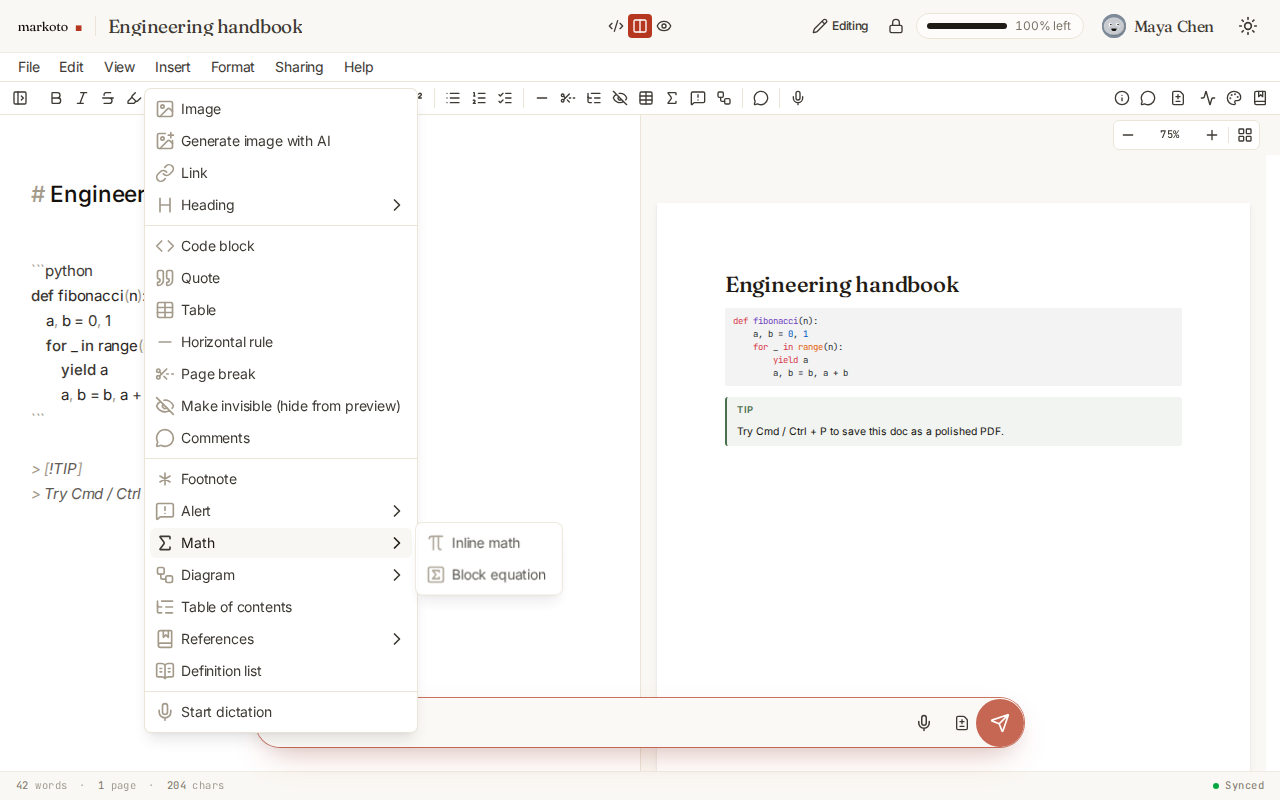 markoto
Engineering handbook
Editing
100% left
Maya Chen
File Edit View Insert Format Sharing Help
75%
Image
Generate image with AI
Link
Heading
Code block
Quote
Table
Horizontal rule
Page break
Make invisible (hide from preview)
Comments
Footnote
Alert
Math
Diagram
Table of contents
References
Definition list
Start dictation
Inline math
Block equation
# Engineer
```python
def fibonacci(n):
a, b = 0, 1
for _ in range(
yield a
a, b = b, a +
```
> [!TIP]
> Try Cmd / Ctrl
Engineering handbook
def fibonacci(n):
a, b = 0, 1
for _ in range(n):
yield a
a, b = b, a + b
TIP
Try Cmd / Ctrl + P to save this doc as a polished PDF.
42 words · 1 page · 204 chars
Synced